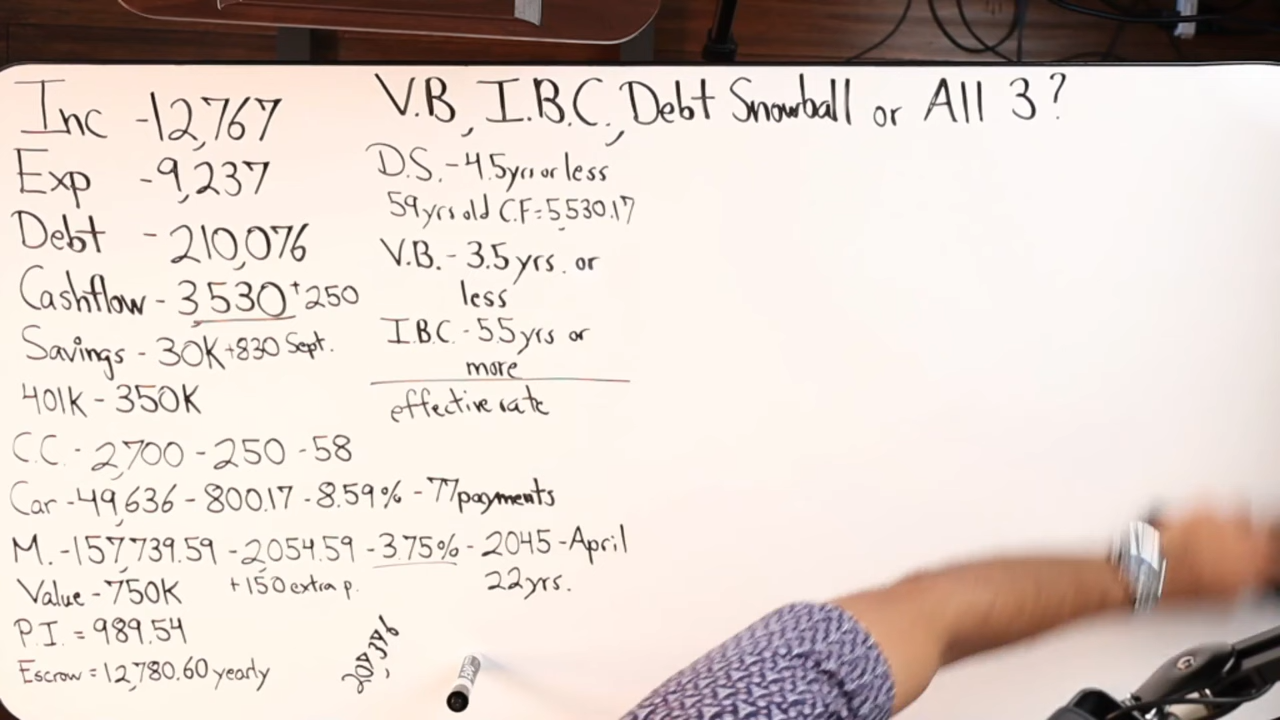 V.B, I.B.C, Debt Snowball or All 3?
Inc - 12,767
Exp - 9,237
Debt - 210,076
Cashflow - 3530 + 250
Savings - 30K + 830 Sept.
401K - 350K
D.S. - 4.5 yrs or less
59 yrs old C.F = 5,530.17
V.B. - 3.5 yrs. or
less
I.B.C. - 5.5 yrs or
more
effective rate
C.C. - 2,700 - 250 - 58
Car - 49,636 - 800.17 - 8.59% - 77 payments
M. - 157,739.59 - 2054.59 - 3.75% - 2045 - April
Value - 750K +150 extra p. 22 yrs.
P.I. = 989.54
Escrow = 12,780.60 yearly